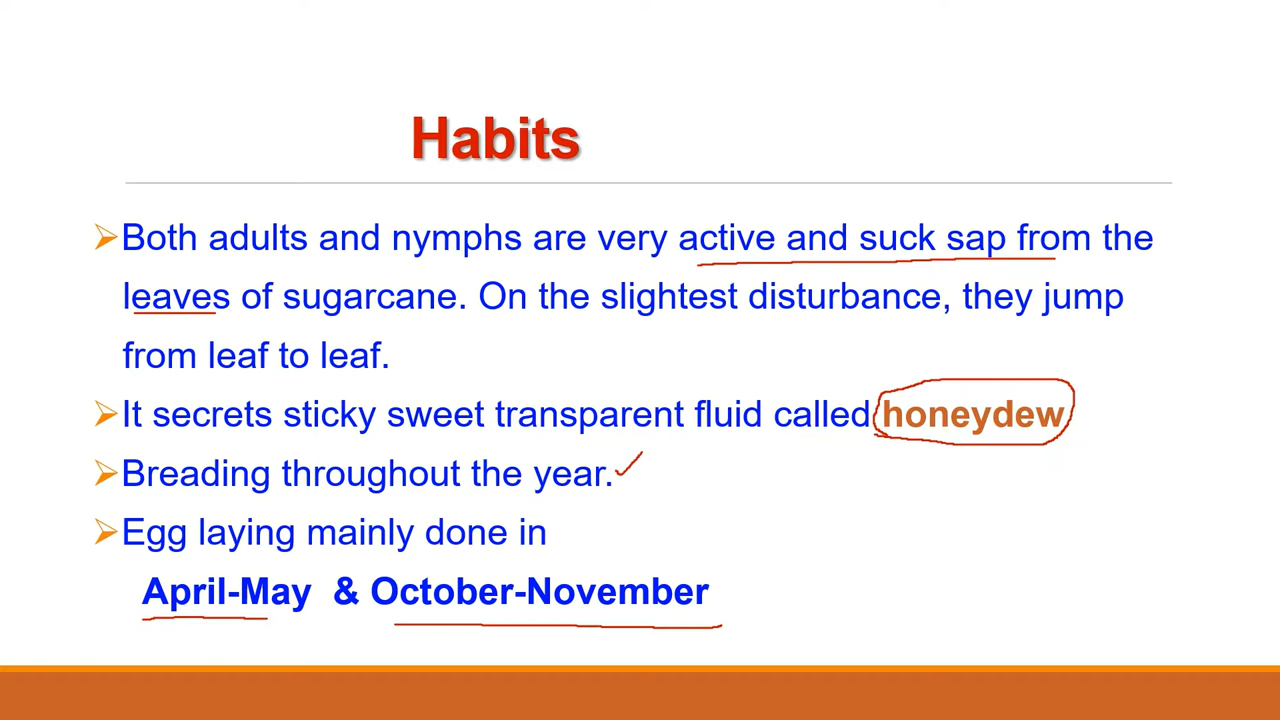 Habits
Both adults and nymphs are very active and suck sap from the
leaves of sugarcane. On the slightest disturbance, they jump
from leaf to leaf.
It secrets sticky sweet transparent fluid called honeydew
Breading throughout the year.
Egg laying mainly done in
April-May & October-November